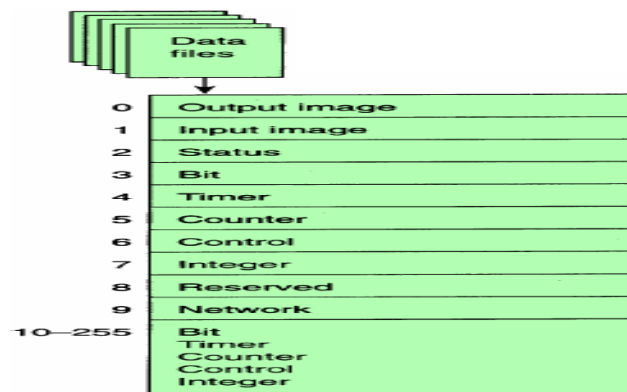 Data
files
0 Output image
1 Input image
2 Status
3 Bit
4 Timer
5 Counter
6 Control
7 Integer
8 Reserved
9 Network
10–255 Bit
Timer
Counter
Control
Integer